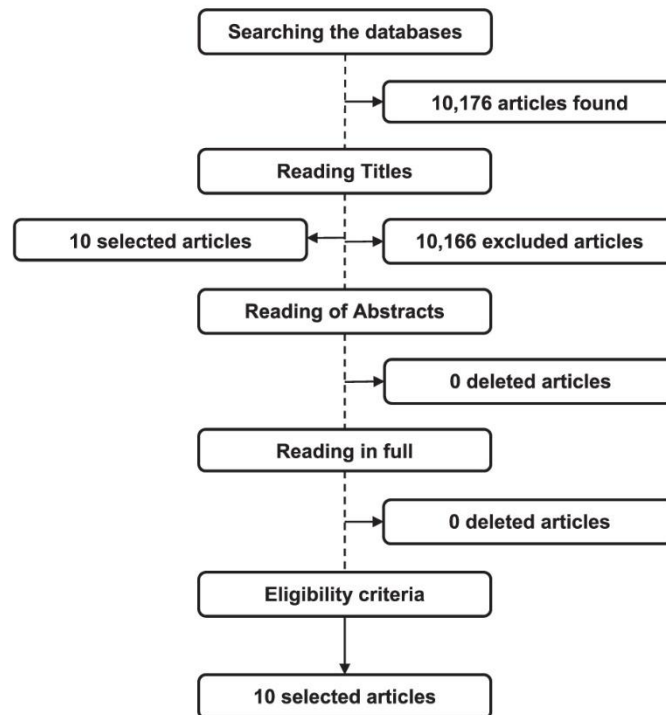 Searching the databases
10,176 articles found
Reading Titles
10 selected articles
10,166 excluded articles
Reading of Abstracts
0 deleted articles
Reading in full
0 deleted articles
Eligibility criteria
10 selected articles